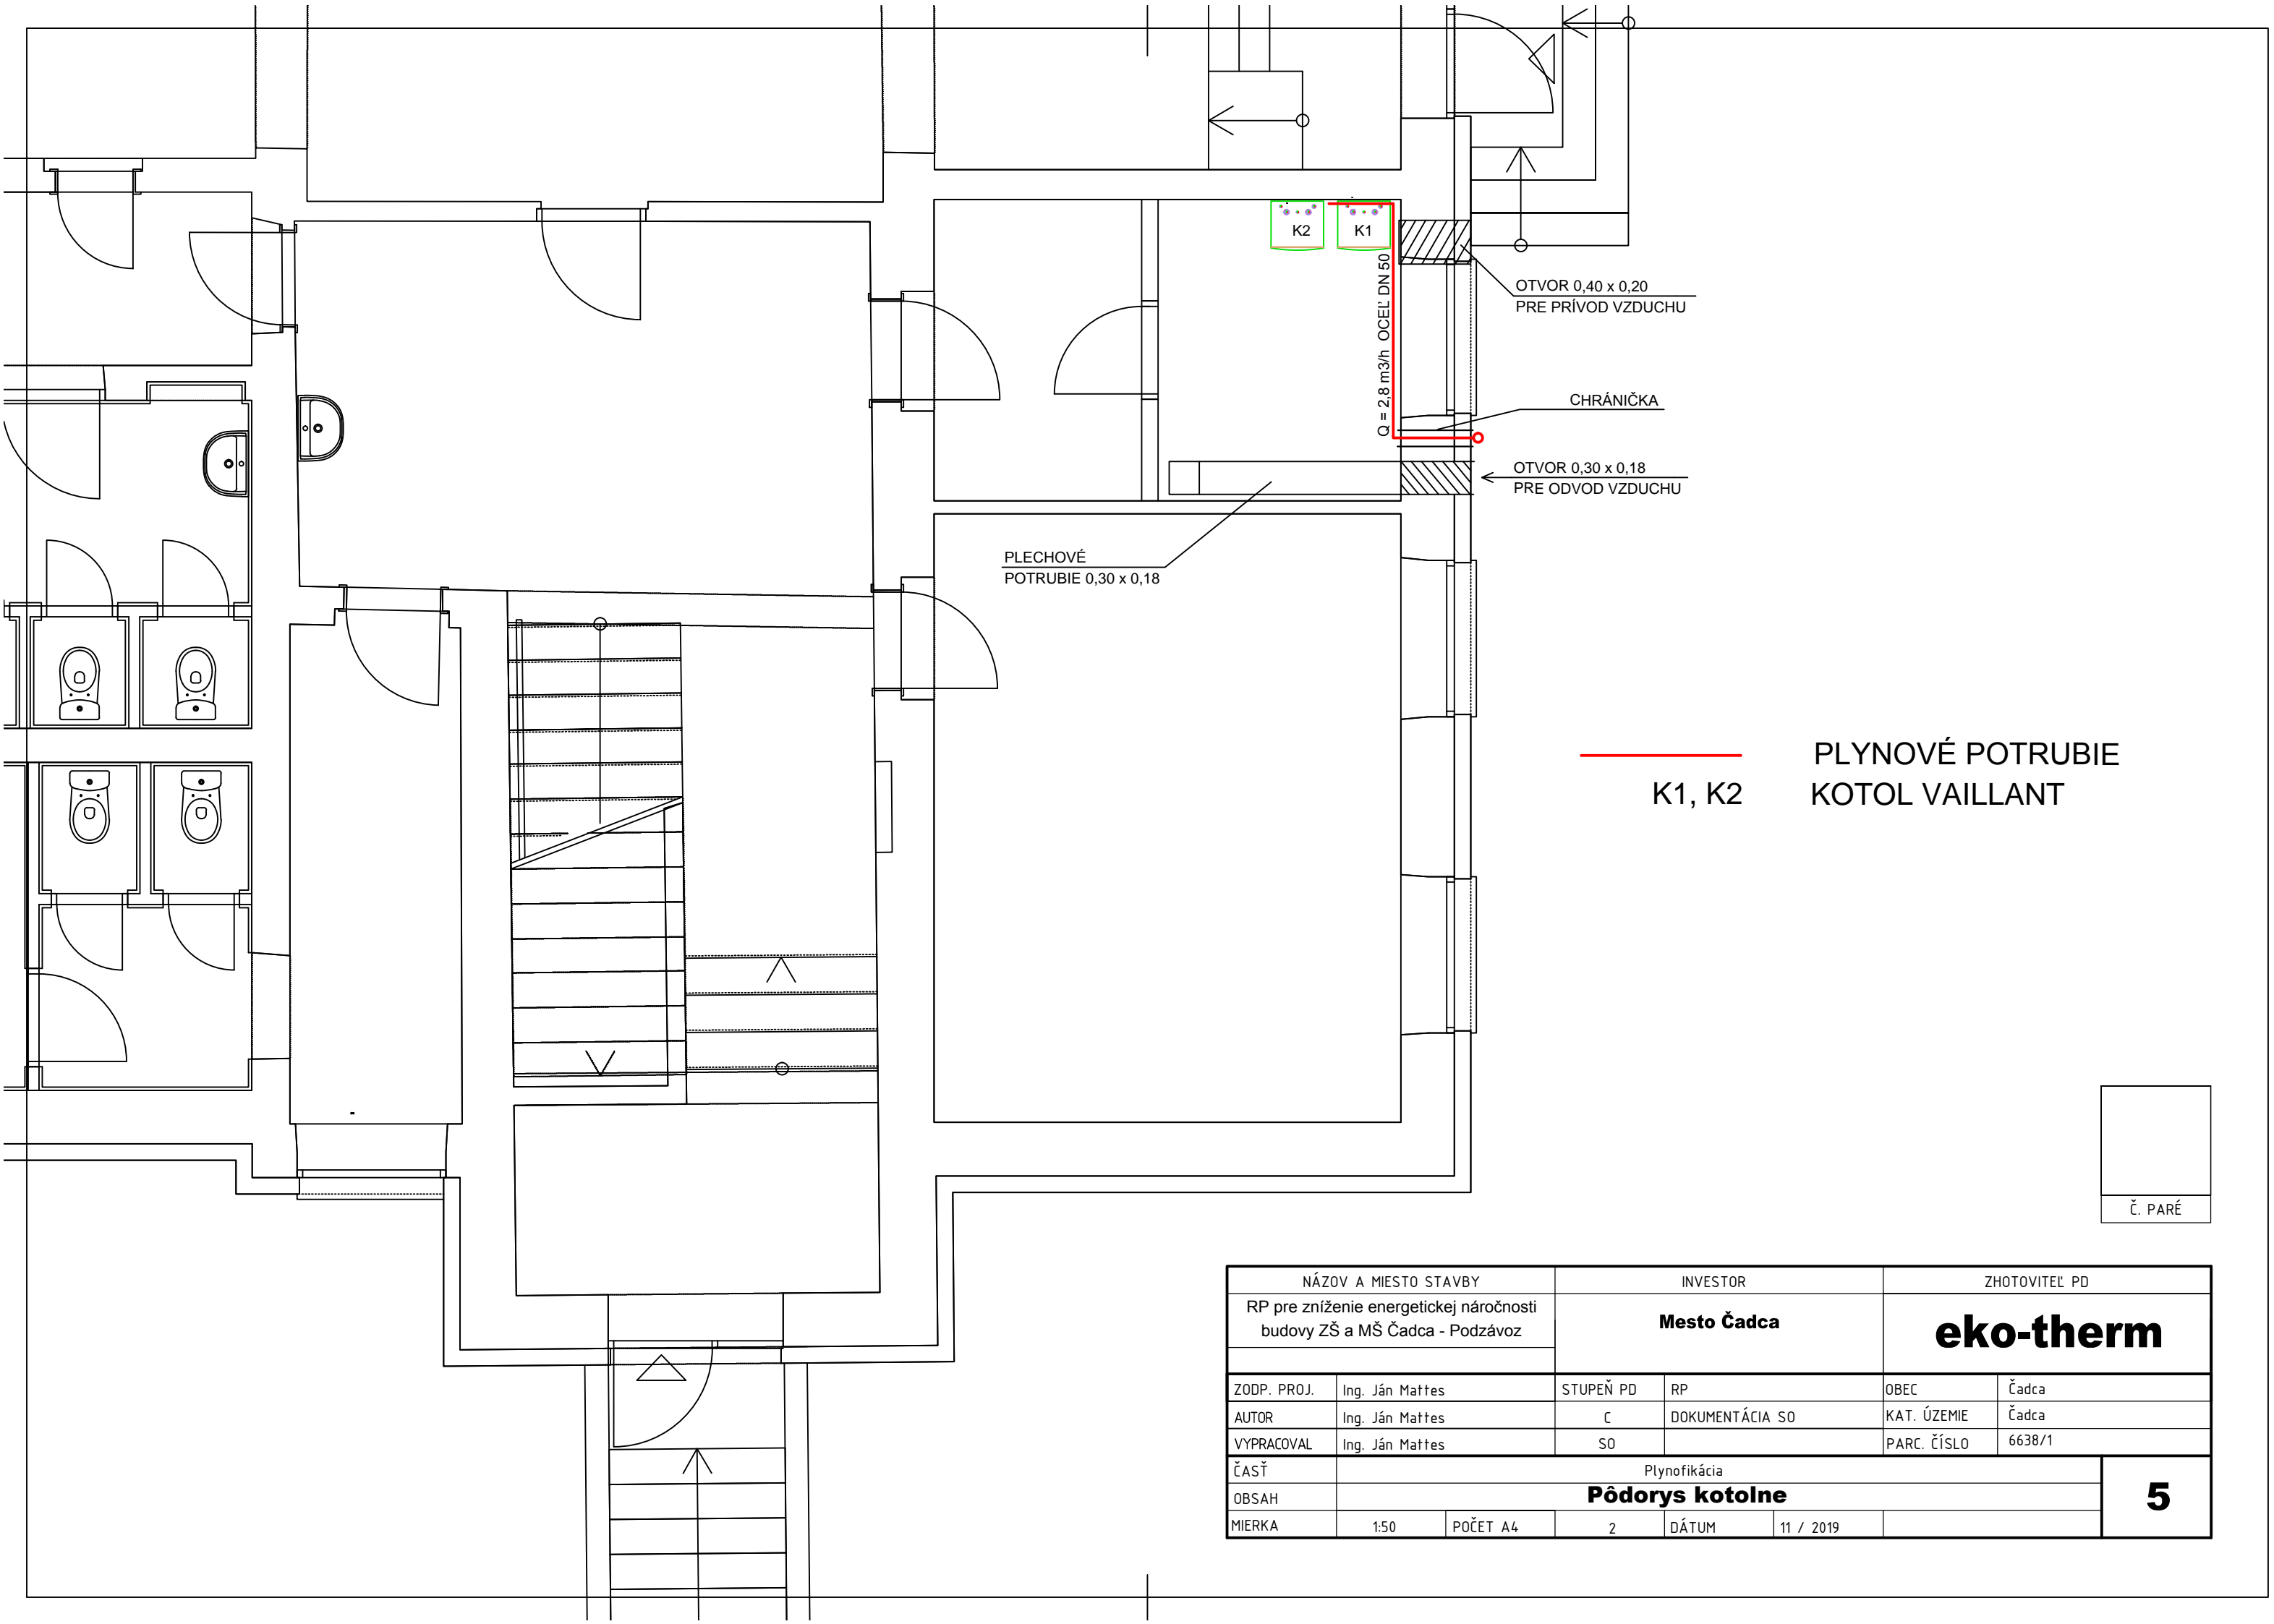 K2
K1
Q = 2,8 m3/h OCEĽ DN 50
OTVOR 0,40 x 0,20
PRE PRÍVOD VZDUCHU
CHRÁNIČKA
OTVOR 0,30 x 0,18
PRE ODVOD VZDUCHU
PLECHOVÉ
POTRUBIE 0,30 x 0,18
PLYNOVÉ POTRUBIE
K1, K2 KOTOL VAILLANT
Č. PARÉ
NÁZOV A MIESTO STAVBY INVESTOR ZHOTOVITEĽ PD
RP pre zníženie energetickej náročnosti
budovy ZŠ a MŠ Čadca - Podzávoz
Mesto Čadca
eko-therm
ZODP. PROJ. Ing. Ján Mattes STUPEŇ PD RP OBEC Čadca
AUTOR Ing. Ján Mattes C DOKUMENTÁCIA SO KAT. ÚZEMIE Čadca
VYPRACOVAL Ing. Ján Mattes SO PARC. ČÍSLO 6638/1
ČASŤ Plynofikácia
OBSAH Pôdorys kotolne 5
MIERKA 1:50 POČET A4 2 DÁTUM 11 / 2019